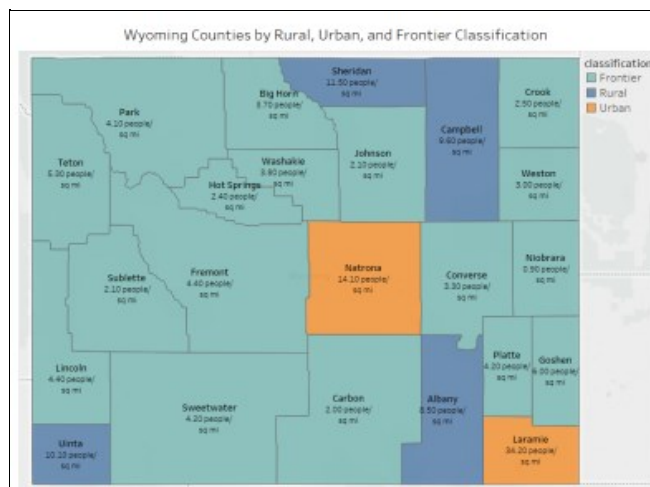 Wyoming Counties by Rural, Urban, and Frontier Classification
classification
Frontier
Rural
Urban
Sheridan
11.50 people/
sq mi
Park
4.10 people/
sq mi
Big Horn
3.70 people/
sq mi
Campbell
9.60 people/
sq mi
Crook
2.50 people/
sq mi
Teton
5.30 people/
sq mi
Washakie
3.80 people/
sq mi
Johnson
2.10 people/
sq mi
Hot Springs
2.40 people/
sq mi
Weston
3.00 people/
sq mi
Sublette
2.10 people/
sq mi
Fremont
4.40 people/
sq mi
Natrona
14.10 people/
sq mi
Converse
3.30 people/
sq mi
Niobrara
0.90 people/
sq mi
Lincoln
4.40 people/
sq mi
Sweetwater
4.20 people/
sq mi
Carbon
2.00 people/
sq mi
Albany
8.50 people/
sq mi
Platte
4.20 people/
sq mi
Goshen
6.00 people/
sq mi
Uinta
10.10 people/
sq mi
Laramie
34.20 people/
sq mi